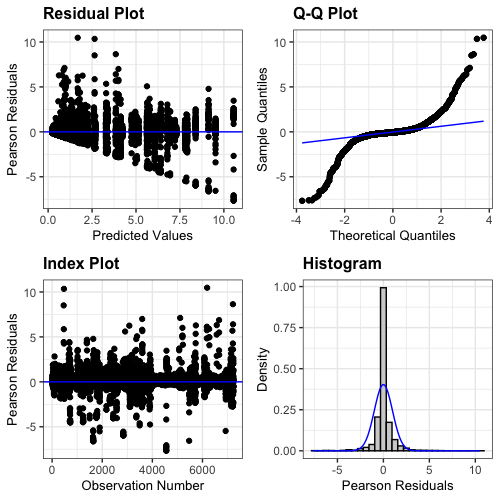 Residual Plot
10
5
0
-5
Pearson Residuals
0.0 2.5 5.0 7.5 10.0
Predicted Values
Q-Q Plot
10
5
0
-5
Sample Quantiles
-4 -2 0 2 4
Theoretical Quantiles
Index Plot
10
5
0
-5
Pearson Residuals
0 2000 4000 6000
Observation Number
Histogram
1.00
0.75
0.50
0.25
0.00
Density
-5 0 5 10
Pearson Residuals